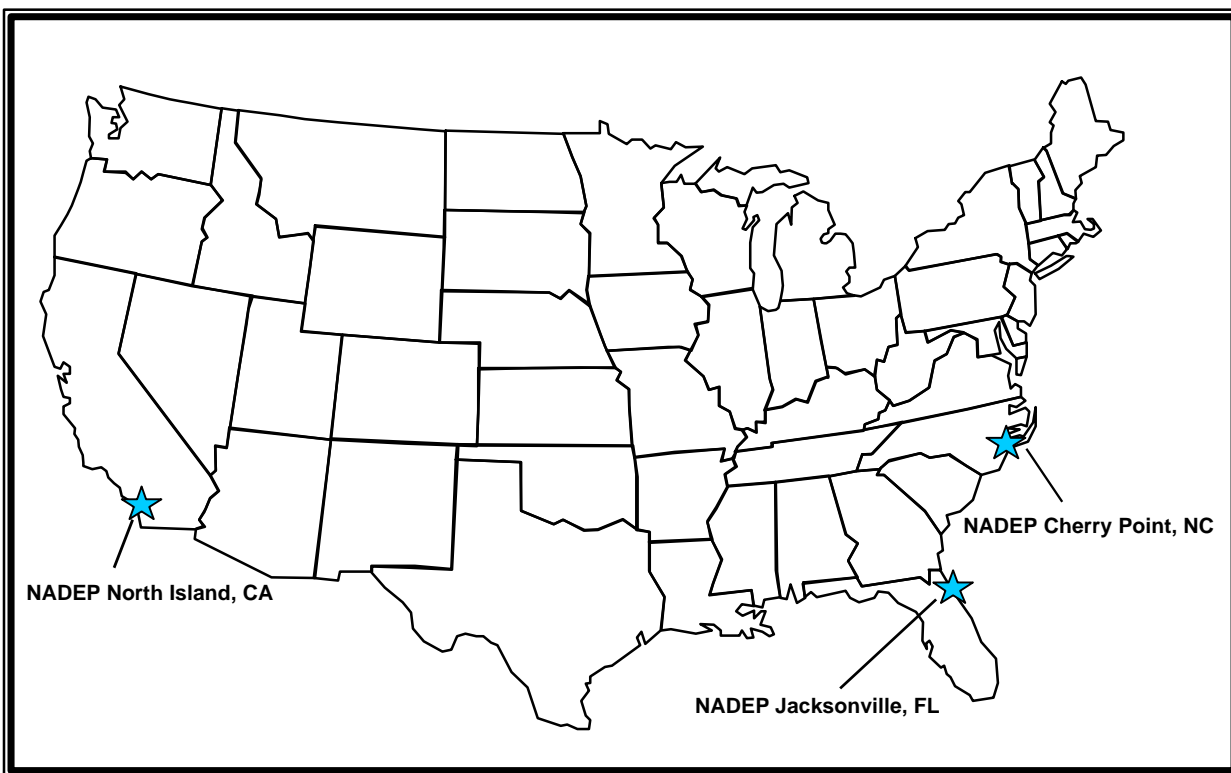 NADEP Cherry Point, NC
NADEP North Island, CA
NADEP Jacksonville, FL